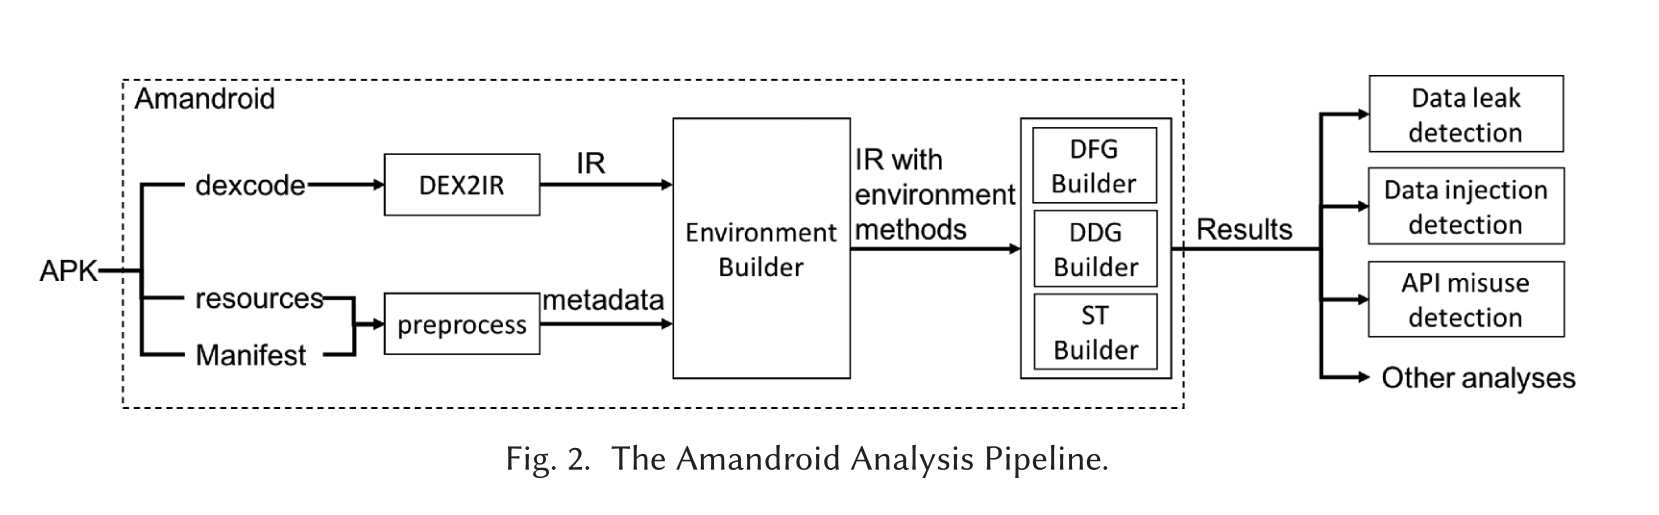 Amandroid
APK
dexcode
resources
Manifest
DEX2IR
preprocess
IR
metadata
Environment
Builder
IR with
environment
methods
DFG
Builder
DDG
Builder
ST
Builder
Results
Data leak
detection
Data injection
detection
API misuse
detection
Other analyses
Fig. 2. The Amandroid Analysis Pipeline.